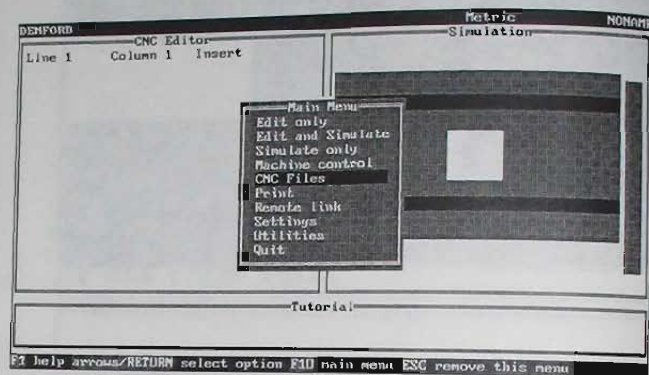 DENFORD Metric NONAME
CNC Editor
Simulation
Line 1 Column 1 Insert
Main Menu
Edit only
Edit and Simulate
Simulate only
Machine control
CNC Files
Print
Remote link
Settings
Utilities
Quit
Tutorial
F1 help arrows/RETURN select option F10 main menu ESC remove this menu